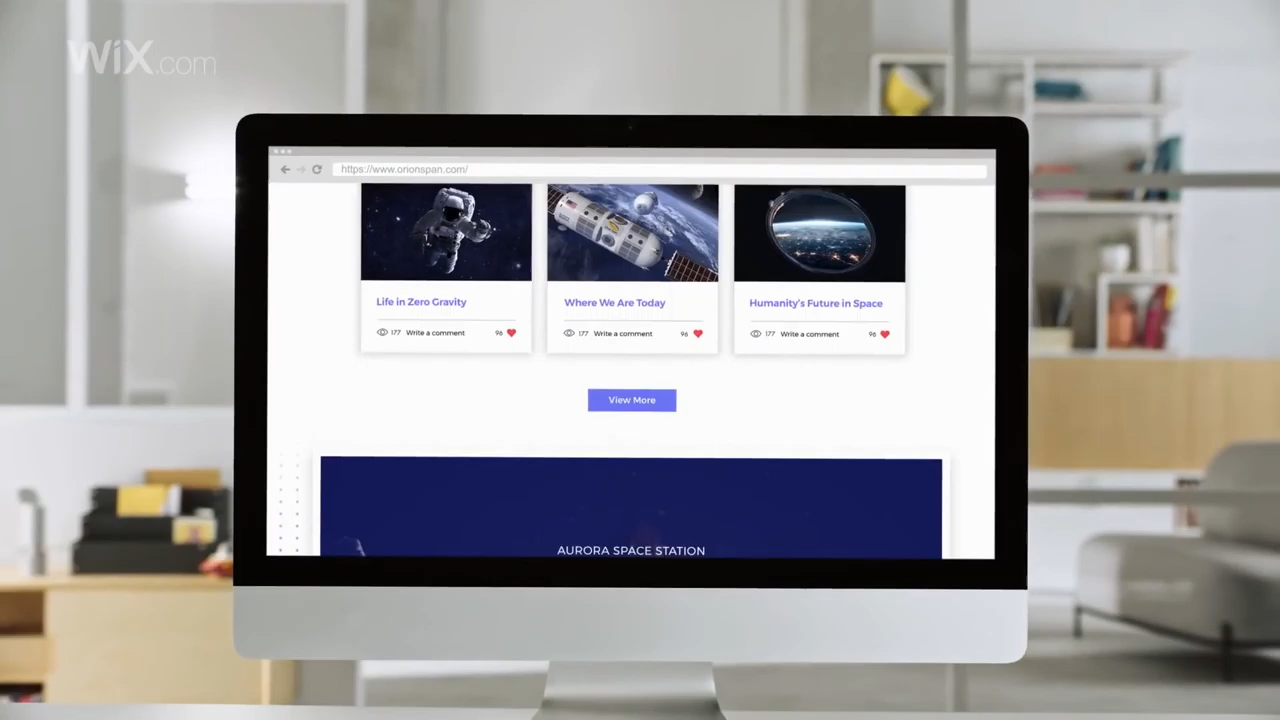 WiX.com
https://www.orionspan.com/
Life in Zero Gravity
177 Write a comment 96
Where We Are Today
177 Write a comment 96
Humanity's Future in Space
177 Write a comment 96
View More
AURORA SPACE STATION